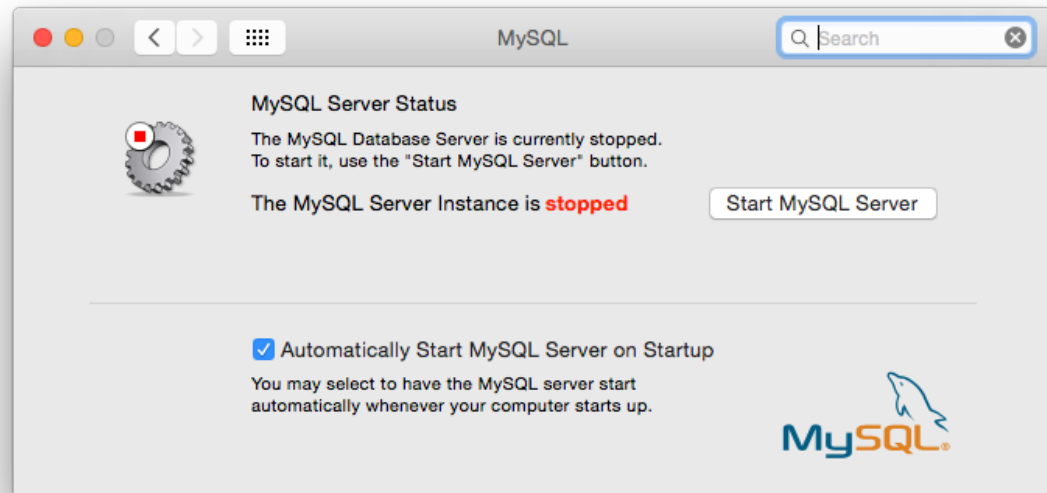 MySQL
Search
MySQL Server Status
The MySQL Database Server is currently stopped.
To start it, use the "Start MySQL Server" button.
The MySQL Server Instance is stopped
Start MySQL Server
Automatically Start MySQL Server on Startup
You may select to have the MySQL server start
automatically whenever your computer starts up.
MySQL®